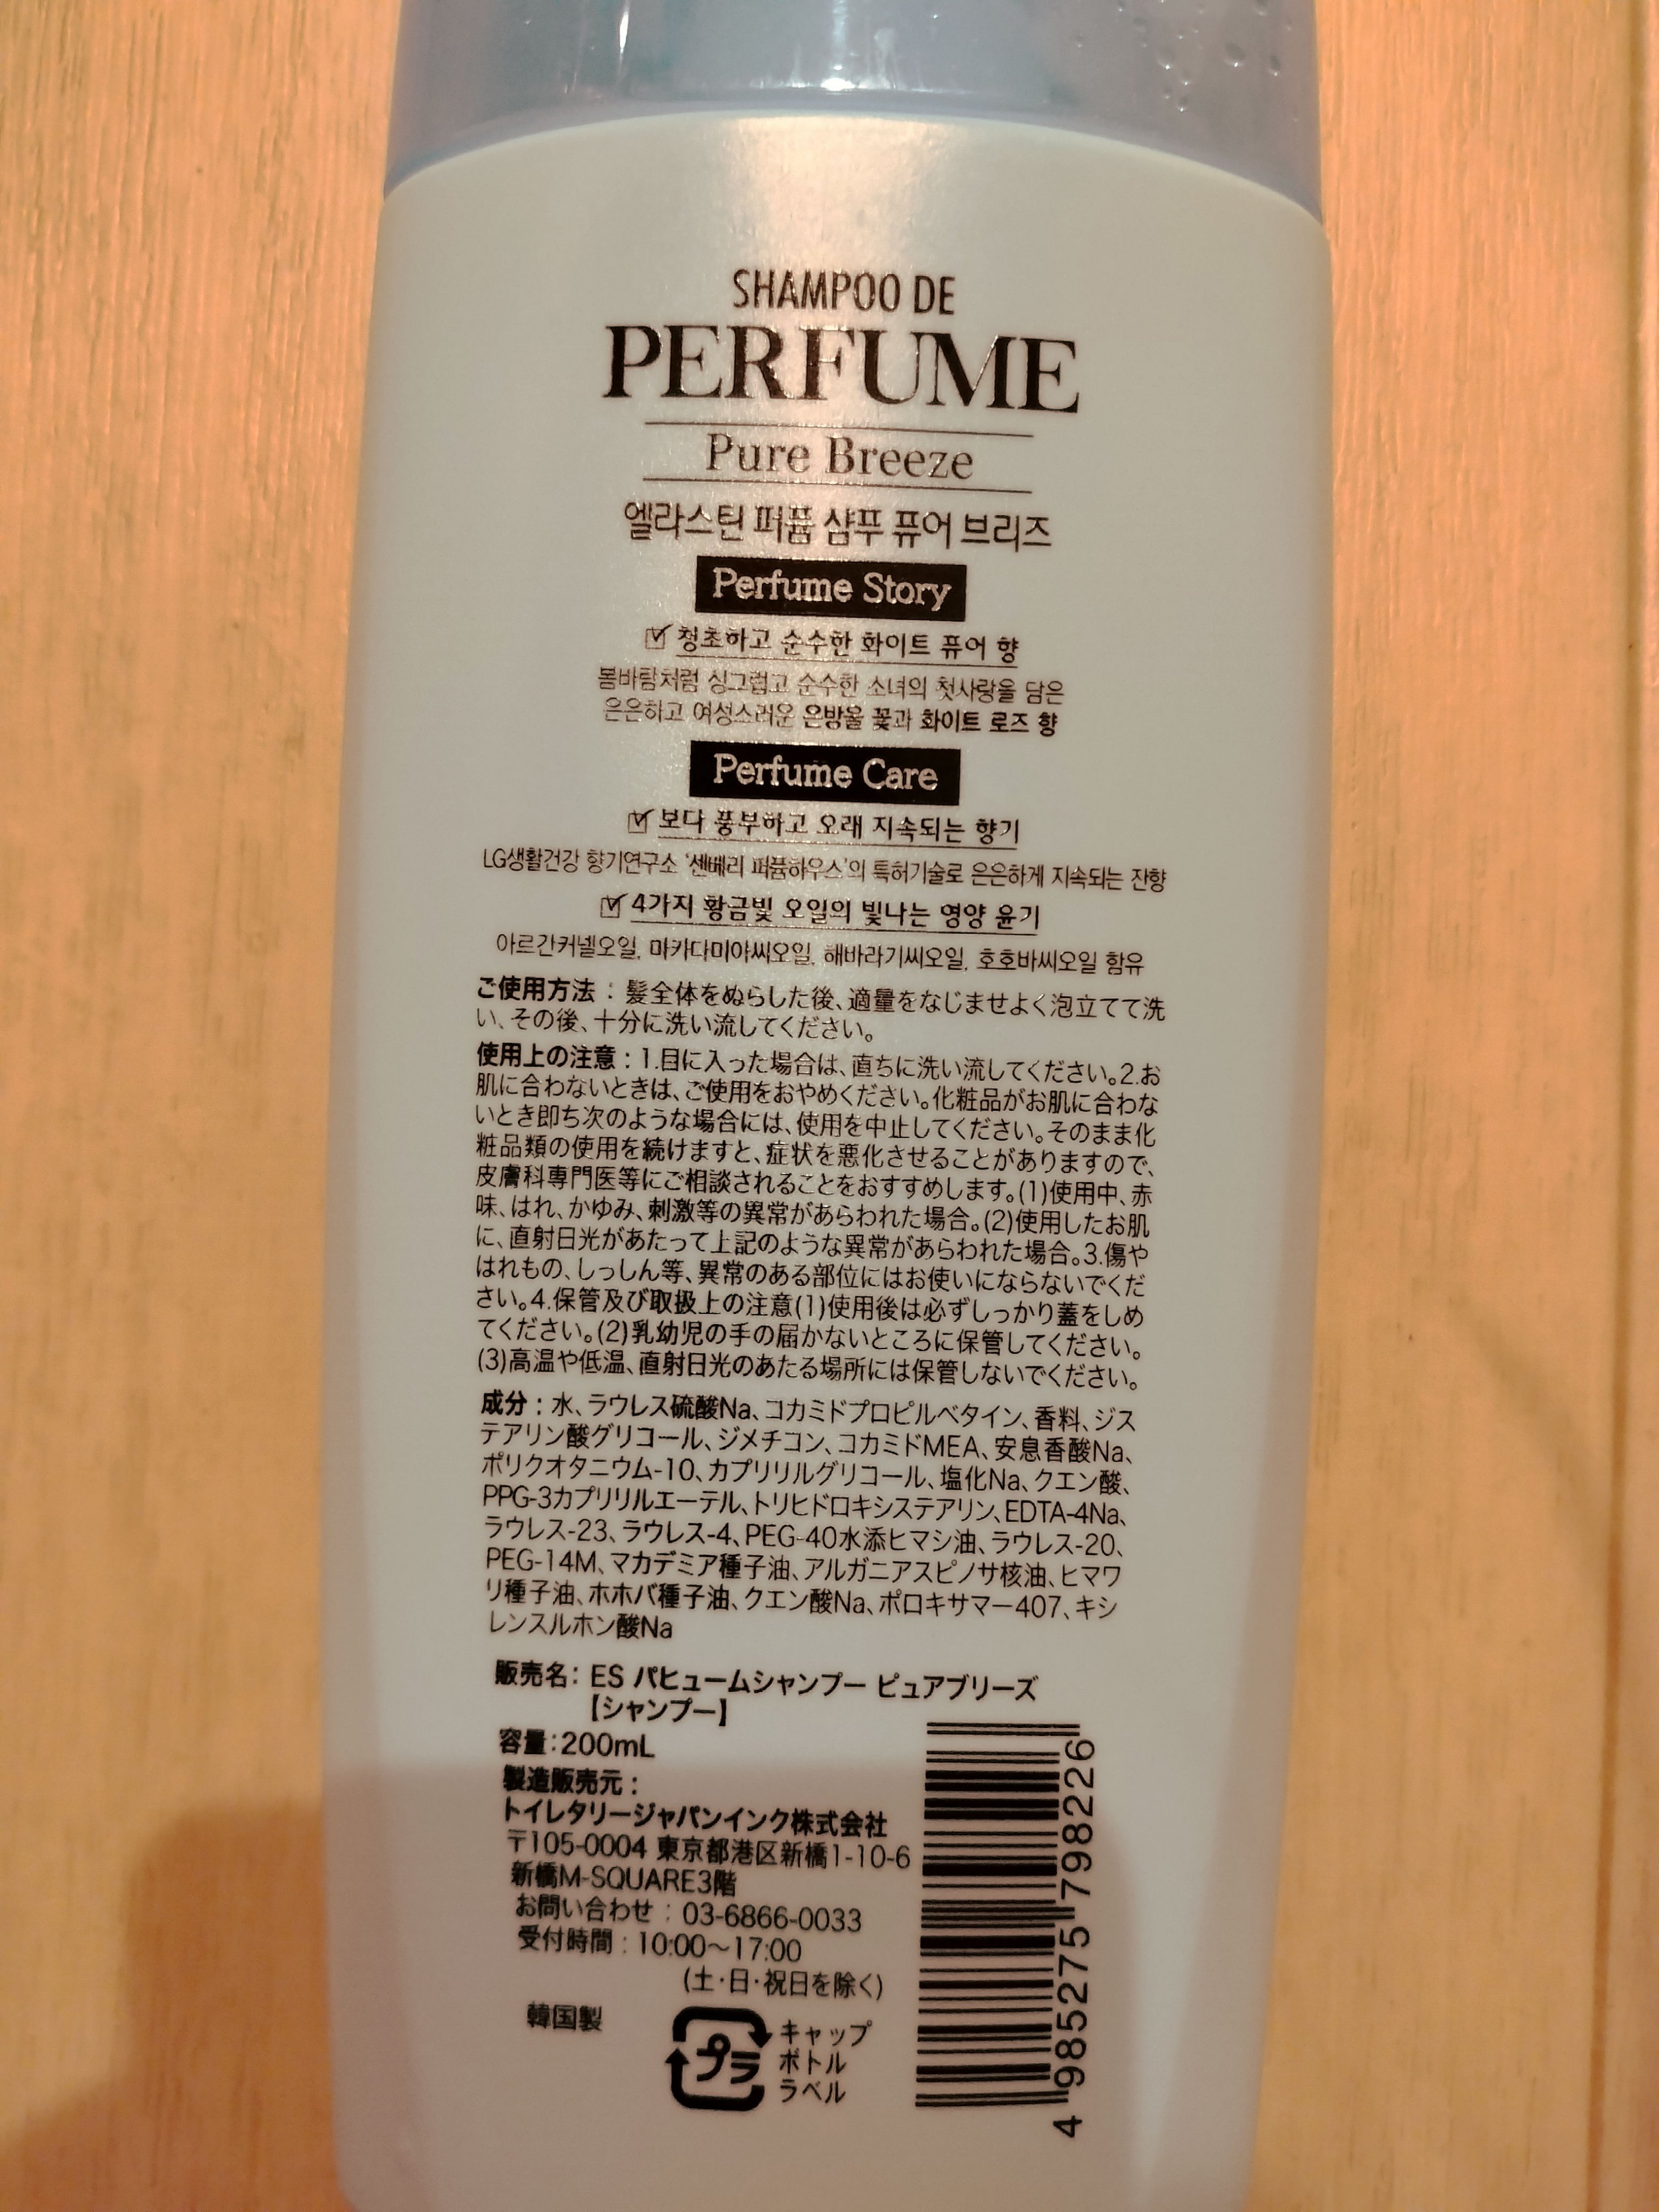 SHAMPOO DE
PERFUME
Pure Breeze
엘라스틴 퍼퓸 샴푸 퓨어 브리즈
Perfume Story
청초하고 순수한 화이트 퓨어 향
봄바람처럼 싱그럽고 순수한 소녀의 첫사랑을 담은
은은하고 여성스러운 은방울 꽃과 화이트 로즈 향
Perfume Care
보다 풍부하고 오래 지속되는 향기
LG생활건강 향기연구소 '센베리 퍼퓸하우스'의 특허기술로 은은하게 지속되는 잔향
4가지 황금빛 오일의 빛나는 영양 윤기
아르간커넬오일, 마카다미아씨오일, 해바라기씨오일, 호호바씨오일 함유
ご使用方法：髪全体をぬらした後、適量をなじませよく泡立てて洗
い、その後、十分に洗い流してください。
使用上の注意：1.目に入った場合は、直ちに洗い流してください。2.お
肌に合わないときは、ご使用をおやめください。化粧品がお肌に合わな
いとき即ち次のような場合には、使用を中止してください。そのまま化
粧品類の使用を続けますと、症状を悪化させることがありますので、
皮膚科専門医等にご相談されることをおすすめします。(1)使用中、赤
味、はれ、かゆみ、刺激等の異常があらわれた場合。(2)使用したお肌
に、直射日光があたって上記のような異常があらわれた場合。3.傷や
はれもの、しっしん等、異常のある部位にはお使いにならないでくだ
さい。4.保管及び取扱上の注意(1)使用後は必ずしっかり蓋をしめ
てください。(2)乳幼児の手の届かないところに保管してください。
(3)高温や低温、直射日光のあたる場所には保管しないでください。
成分：水、ラウレス硫酸Na、コカミドプロピルベタイン、香料、ジス
テアリン酸グリコール、ジメチコン、コカミドMEA、安息香酸Na、
ポリクオタニウム-10、カプリリルグリコール、塩化Na、クエン酸、
PPG-3カプリリルエーテル、トリヒドロキシステアリン、EDTA-4Na、
ラウレス-23、ラウレス-4、PEG-40水添ヒマシ油、ラウレス-20、
PEG-14M、マカデミア種子油、アルガニアスピノサ核油、ヒマワ
リ種子油、ホホバ種子油、クエン酸Na、ポロキサマー407、キシ
レンスルホン酸Na
販売名：ES パヒュームシャンプー ピュアブリーズ
【シャンプー】
容量：200mL
製造販売元：
トイレタリージャパンインク株式会社
〒105-0004 東京都港区新橋1-10-6
新橋M-SQUARE3階
お問い合わせ：03-6866-0033
受付時間：10:00～17:00
(土・日・祝日を除く)
韓国製
プラ
キャップ
ボトル
ラベル
4 985275 798226